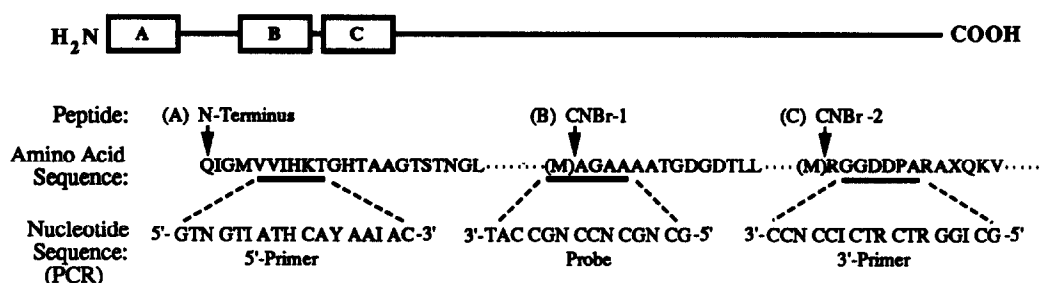 H₂N A B C COOH
Peptide: (A) N-Terminus (B) CNBr-1 (C) CNBr -2
Amino Acid Sequence: QIGMVVIHKTGHTAAGTSTNGL······ (M)AGAAAATGDGDTLL ····· (M)RGGDDPARAXQKV······
Nucleotide Sequence: (PCR) 5'- GTN GTI ATH CAY AAI AC-3' 3'-TAC CGN CCN CGN CG-5' 3'-CCN CCI CTR CTR GGI CG -5'
5'-Primer Probe 3'-Primer